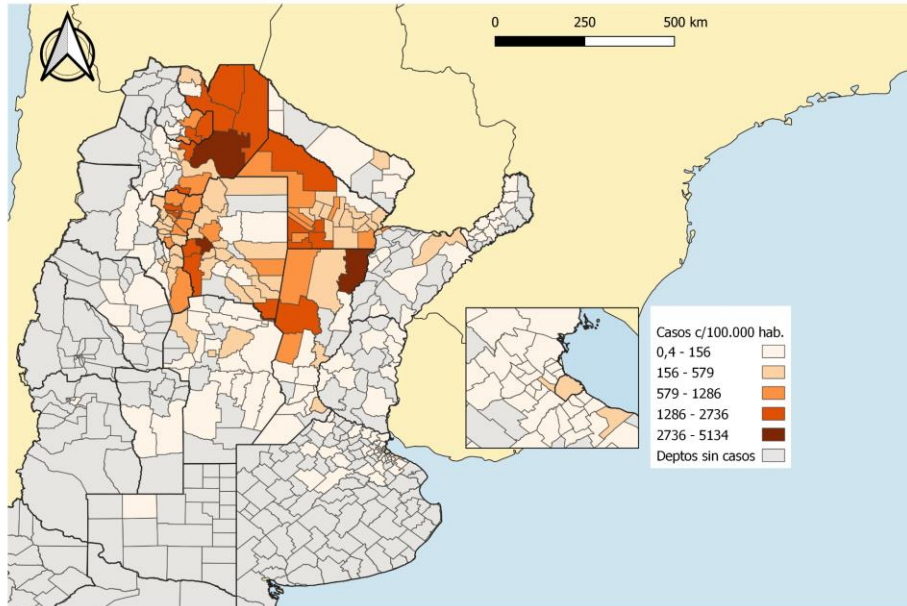 0 250 500 km
Casos c/100.000 hab.
0,4 - 156
156 - 579
579 - 1286
1286 - 2736
2736 - 5134
Deptos sin casos